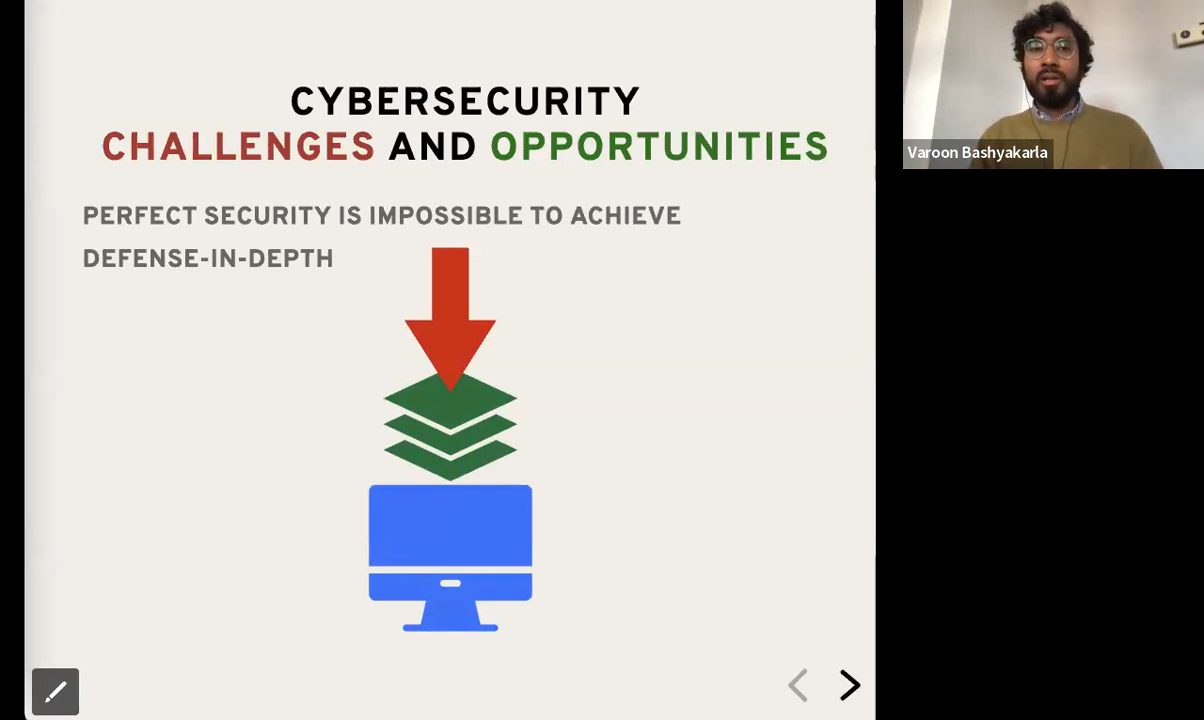 CYBERSECURITY
CHALLENGES AND OPPORTUNITIES
PERFECT SECURITY IS IMPOSSIBLE TO ACHIEVE
DEFENSE-IN-DEPTH
Varoon Bashyakarla